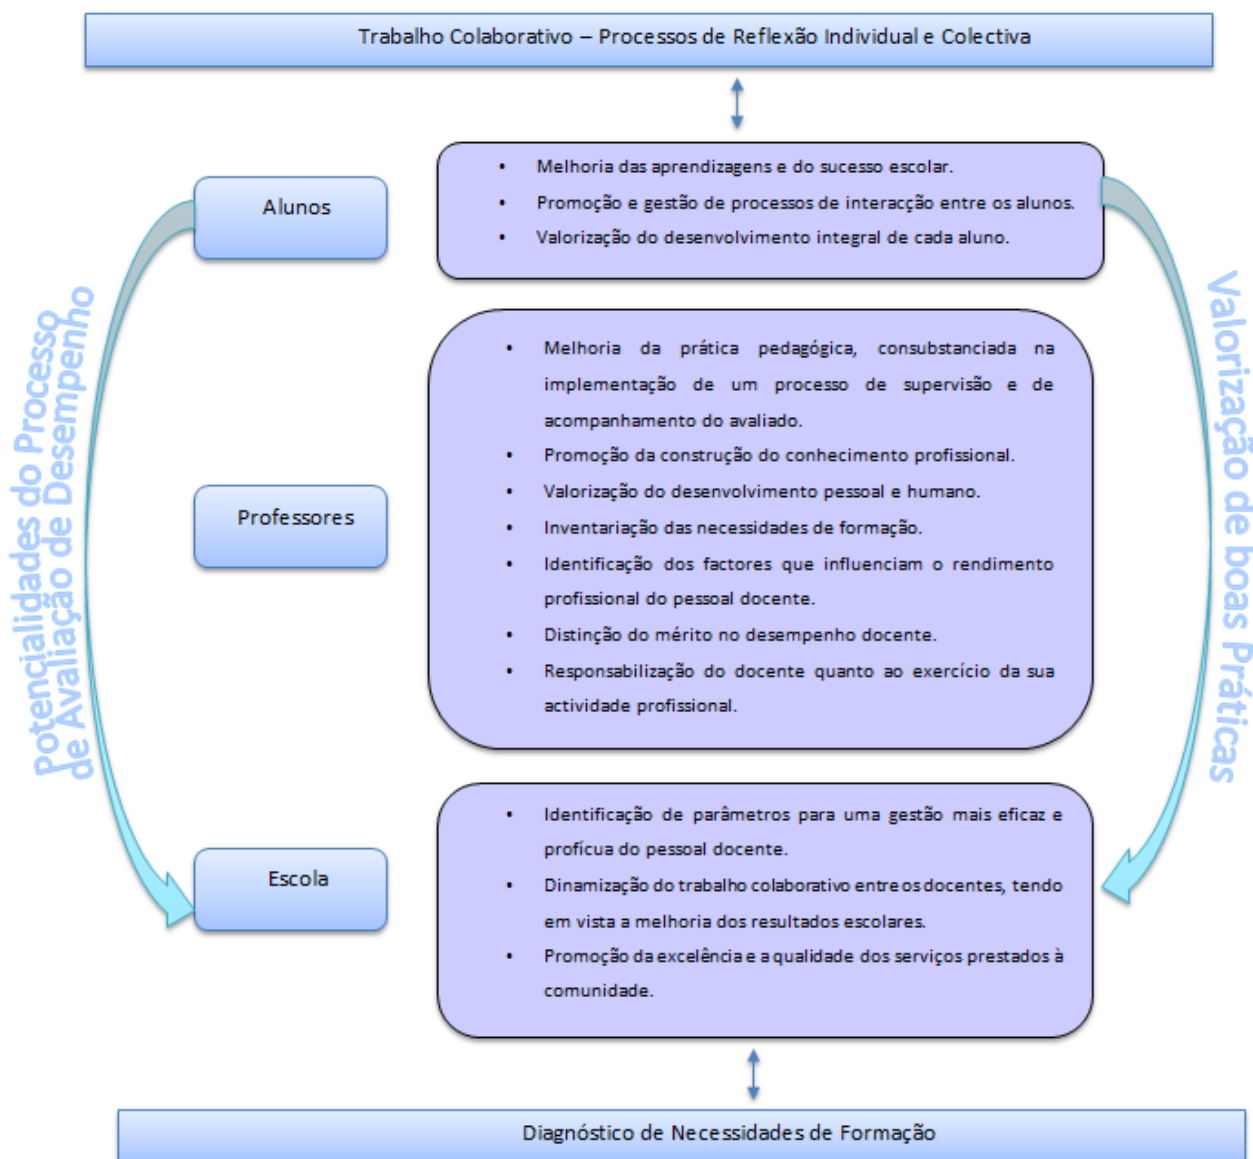 Trabalho Colaborativo – Processos de Reflexão Individual e Colectiva
Alunos
• Melhoria das aprendizagens e do sucesso escolar.
• Promoção e gestão de processos de interacção entre os alunos.
• Valorização do desenvolvimento integral de cada aluno.
Potencialidades do Processo
de Avaliação de Desempenho
Valorização de boas Práticas
Professores
• Melhoria da prática pedagógica, consubstanciada na
implementação de um processo de supervisão e de
acompanhamento do avaliado.
• Promoção da construção do conhecimento profissional.
• Valorização do desenvolvimento pessoal e humano.
• Inventariação das necessidades de formação.
• Identificação dos factores que influenciam o rendimento
profissional do pessoal docente.
• Distinção do mérito no desempenho docente.
• Responsabilização do docente quanto ao exercício da sua
actividade profissional.
Escola
• Identificação de parâmetros para uma gestão mais eficaz e
profícua do pessoal docente.
• Dinamização do trabalho colaborativo entre os docentes, tendo
em vista a melhoria dos resultados escolares.
• Promoção da excelência e a qualidade dos serviços prestados à
comunidade.
Diagnóstico de Necessidades de Formação